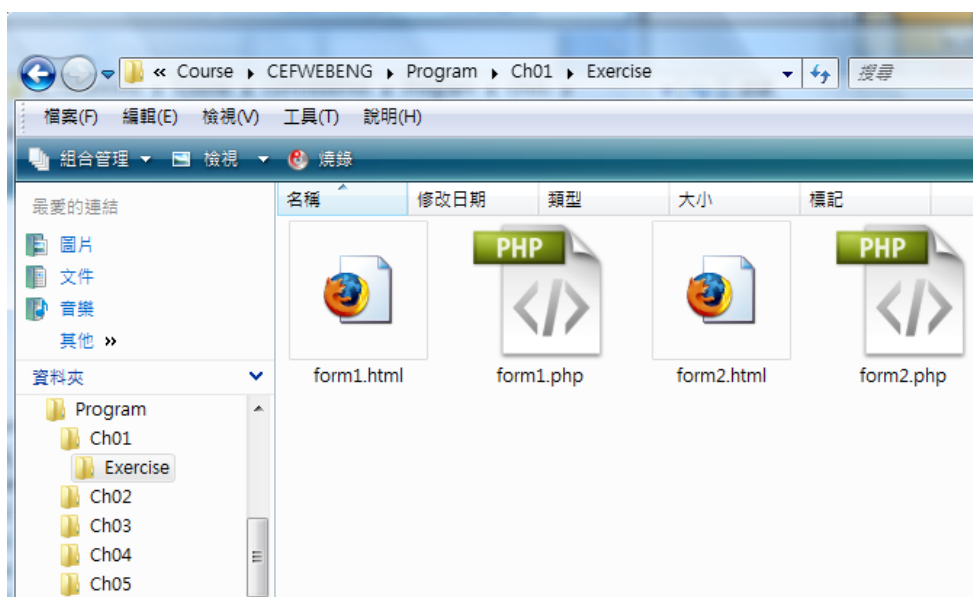 « Course ▸ CEFWEBENG ▸ Program ▸ Ch01 ▸ Exercise 搜尋
檔案(F) 編輯(E) 檢視(V) 工具(T) 說明(H)
組合管理 檢視 燒錄
最愛的連結
圖片
文件
音樂
其他 »
資料夾
Program
Ch01
Exercise
Ch02
Ch03
Ch04
Ch05
名稱 修改日期 類型 大小 標記
PHP PHP
form1.html form1.php form2.html form2.php